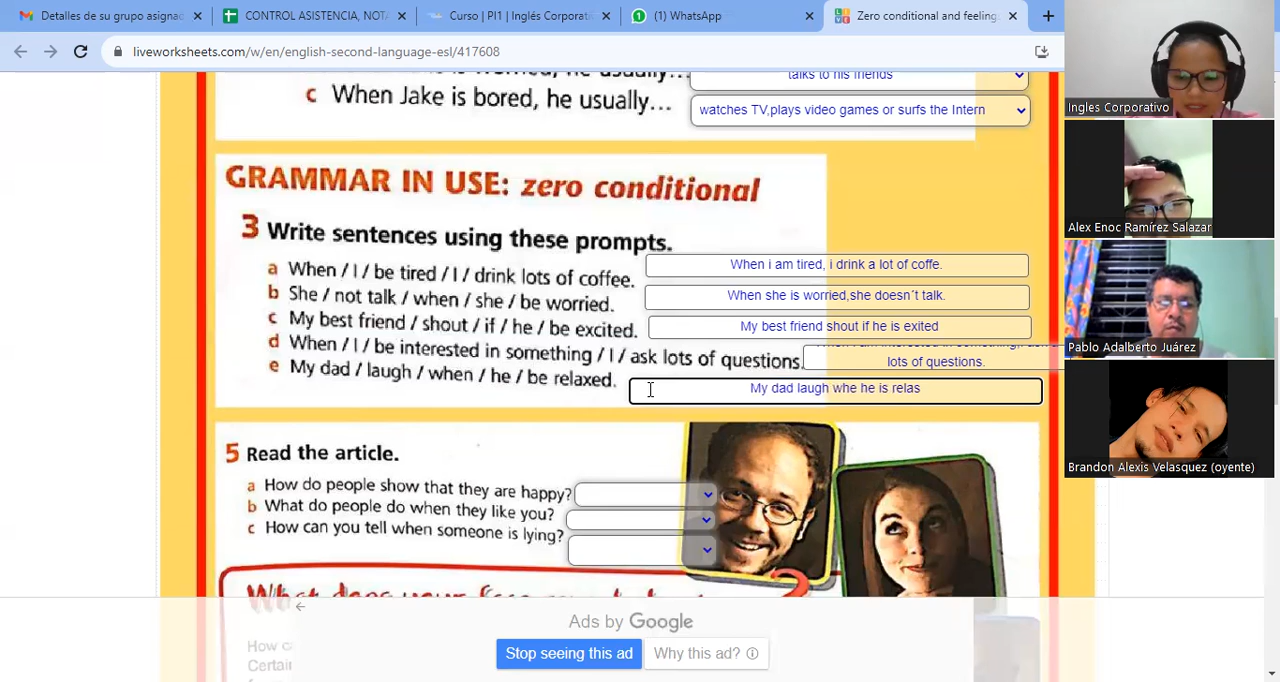 Detalles de su grupo asignac
CONTROL ASISTENCIA, NOTA
Curso | PI1 | Inglés Corporati
(1) WhatsApp
Zero conditional and feeling
liveworksheets.com/w/en/english-second-language-esl/417608
talks to his friends
c When Jake is bored, he usually...
watches TV,plays video games or surfs the Intern
GRAMMAR IN USE: zero conditional
3 Write sentences using these prompts.
a When / I / be tired / I / drink lots of coffee.
When i am tired, i drink a lot of coffe.
b She / not talk / when / she / be worried.
When she is worried,she doesn´t talk.
c My best friend / shout / if / he / be excited.
My best friend shout if he is exited
d When / I / be interested in something / I / ask lots of questions.
lots of questions.
e My dad / laugh / when / he / be relaxed.
My dad laugh whe he is relas
5 Read the article.
a How do people show that they are happy?
b What do people do when they like you?
c How can you tell when someone is lying?
Ads by Google
Stop seeing this ad
Why this ad?
Ingles Corporativo
Alex Enoc Ramírez Salazar
Pablo Adalberto Juárez
Brandon Alexis Velasquez (oyente)